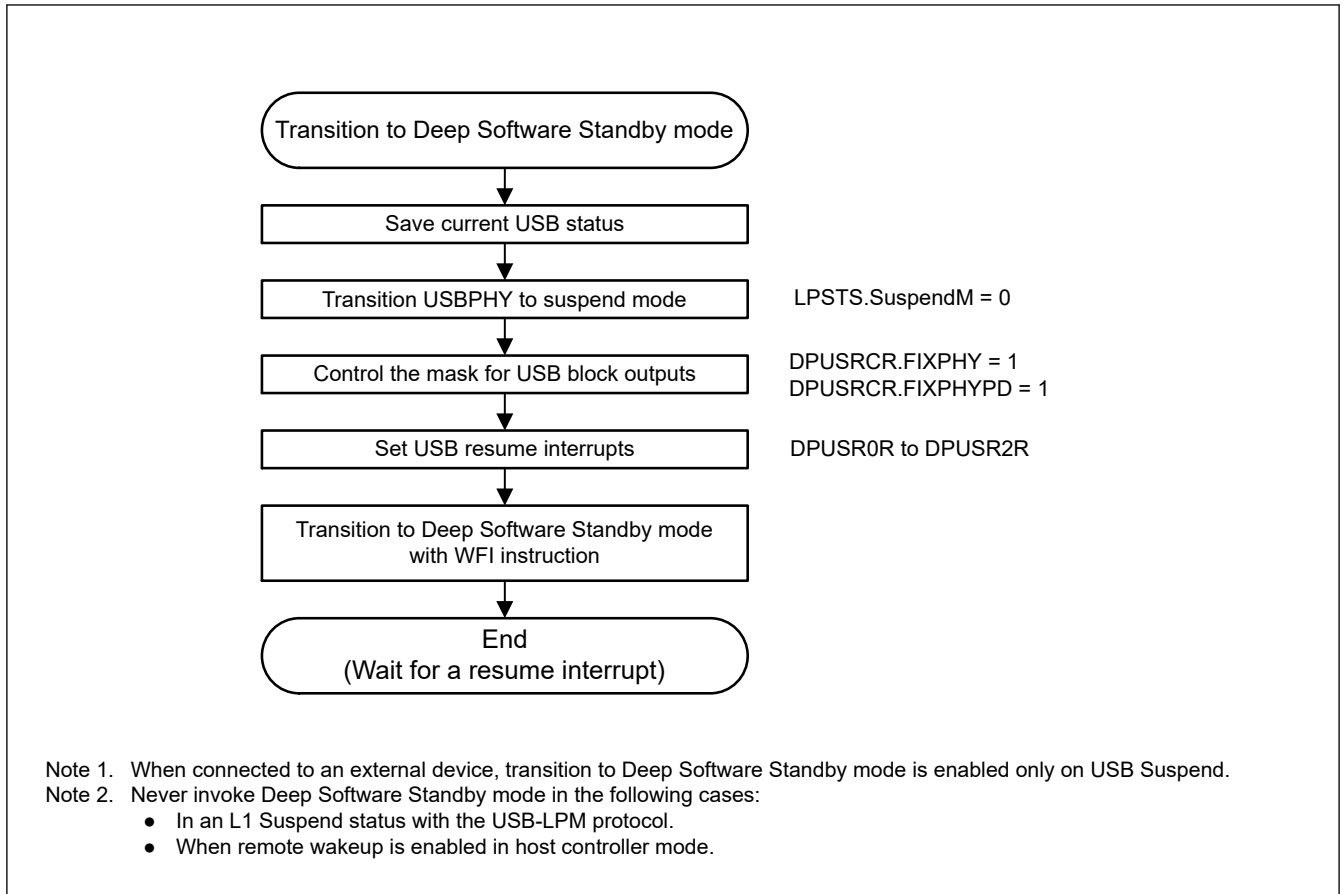 Transition to Deep Software Standby mode
Save current USB status
Transition USBPHY to suspend mode
LPSTS.SuspendM = 0
Control the mask for USB block outputs
DPUSRCR.FIXPHY = 1
DPUSRCR.FIXPHYPD = 1
Set USB resume interrupts
DPUSR0R to DPUSR2R
Transition to Deep Software Standby mode
with WFI instruction
End
(Wait for a resume interrupt)
Note 1. When connected to an external device, transition to Deep Software Standby mode is enabled only on USB Suspend.
Note 2. Never invoke Deep Software Standby mode in the following cases:
● In an L1 Suspend status with the USB-LPM protocol.
● When remote wakeup is enabled in host controller mode.